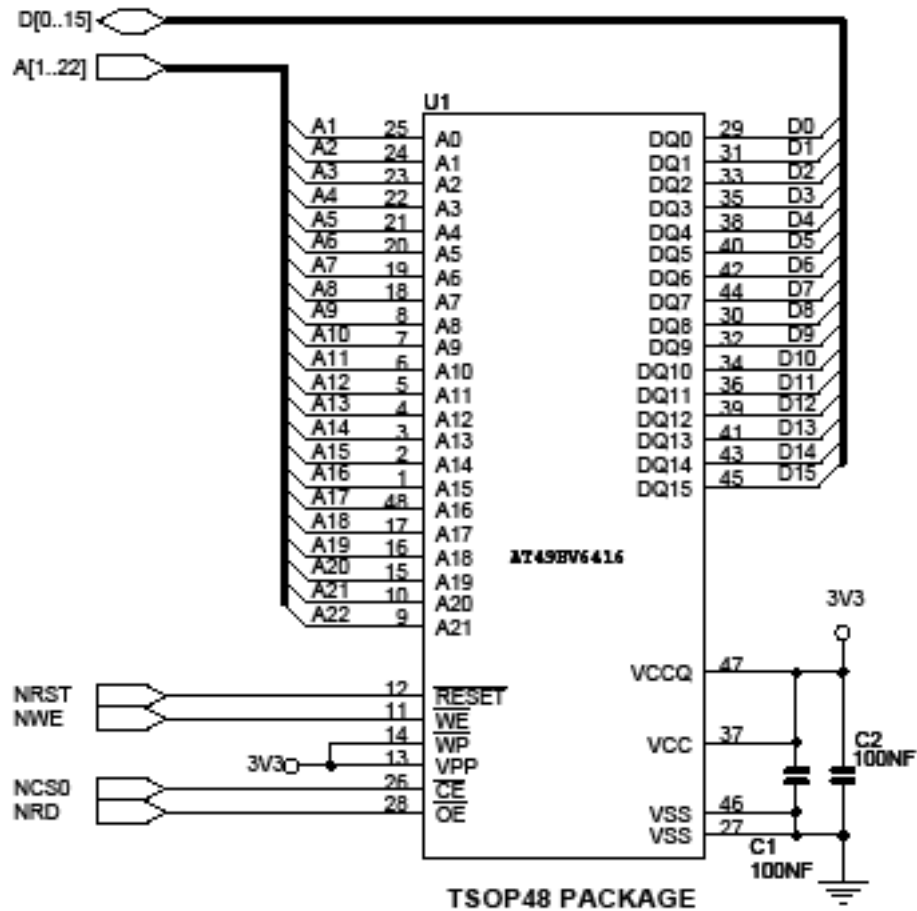 D[0..15]
A[1..22]
U1
A1 25 A0 DQ0 29 D0
A2 24 A1 DQ1 31 D1
A3 23 A2 DQ2 33 D2
A4 22 A3 DQ3 35 D3
A5 21 A4 DQ4 38 D4
A6 20 A5 DQ5 40 D5
A7 19 A6 DQ6 42 D6
A8 18 A7 DQ7 44 D7
A9 8 A8 DQ8 30 D8
A10 7 A9 DQ9 32 D9
A11 6 A10 DQ10 34 D10
A12 5 A11 DQ11 36 D11
A13 4 A12 DQ12 39 D12
A14 3 A13 DQ13 41 D13
A15 2 A14 DQ14 43 D14
A16 1 A15 DQ15 45 D15
A17 48 A16
A18 17 A17
A19 16 A18 AT49BV6416
A20 15 A19
A21 10 A20
A22 9 A21
3V3
VCCQ 47
NRST 12 RESET
NWE 11 WE
14 WP VCC 37 C2
3V3 13 VPP 100NF
NCS0 26 CE
NRD 28 OE VSS 46
VSS 27
C1
100NF
TSOP48 PACKAGE